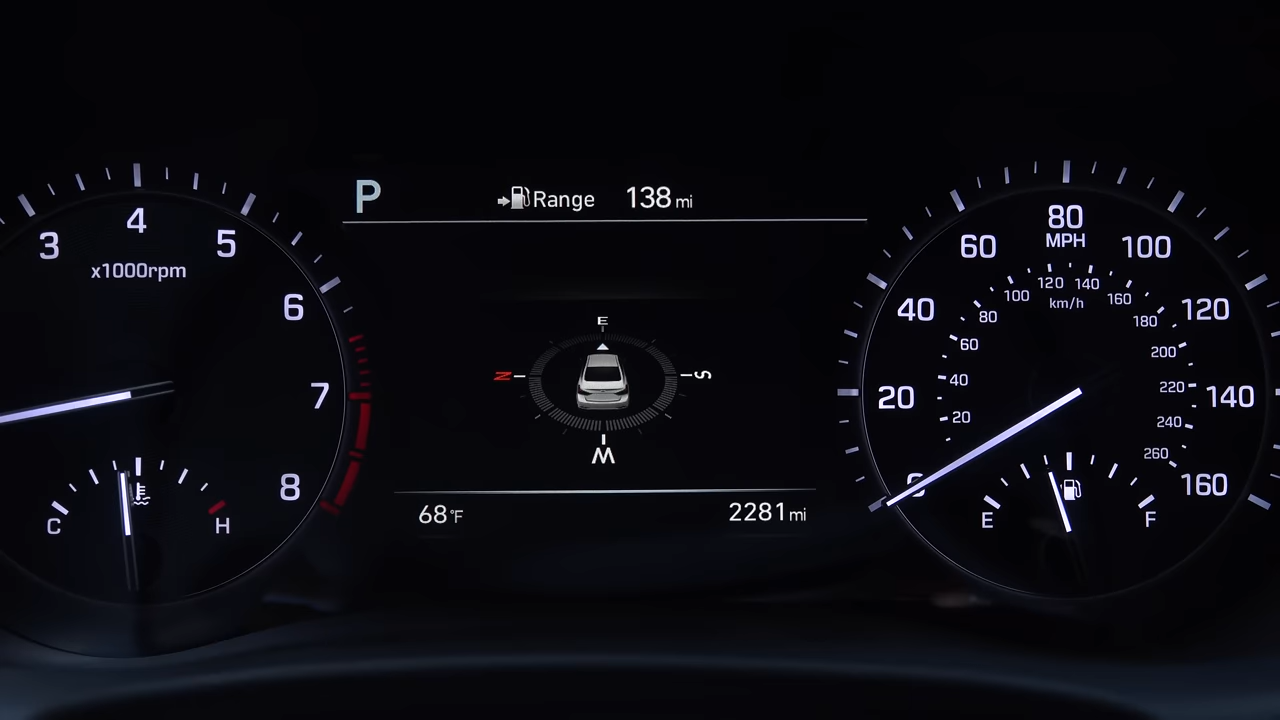 3 4 5 6 7 8
x1000rpm
C H
P
Range 138 mi
E
N S
W
68°F 2281 mi
0 20 40 60 80 100 120 140 160
MPH
20 40 60 80 100 120 140 160 180 200 220 240 260
km/h
E F